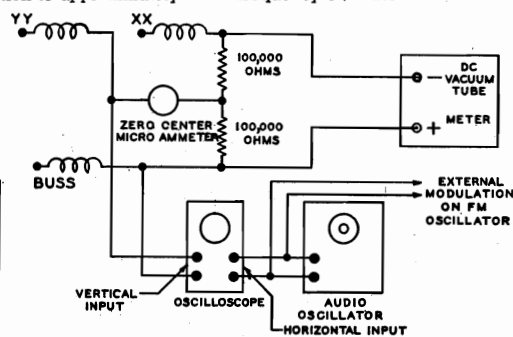 YY
XX
100,000
OHMS
DC
VACUUM
TUBE
METER
−
+
ZERO CENTER
MICRO AMMETER
100,000
OHMS
BUSS
EXTERNAL
MODULATION
ON FM
OSCILLATOR
VERTICAL
INPUT
OSCILLOSCOPE
AUDIO
OSCILLATOR
HORIZONTAL INPUT